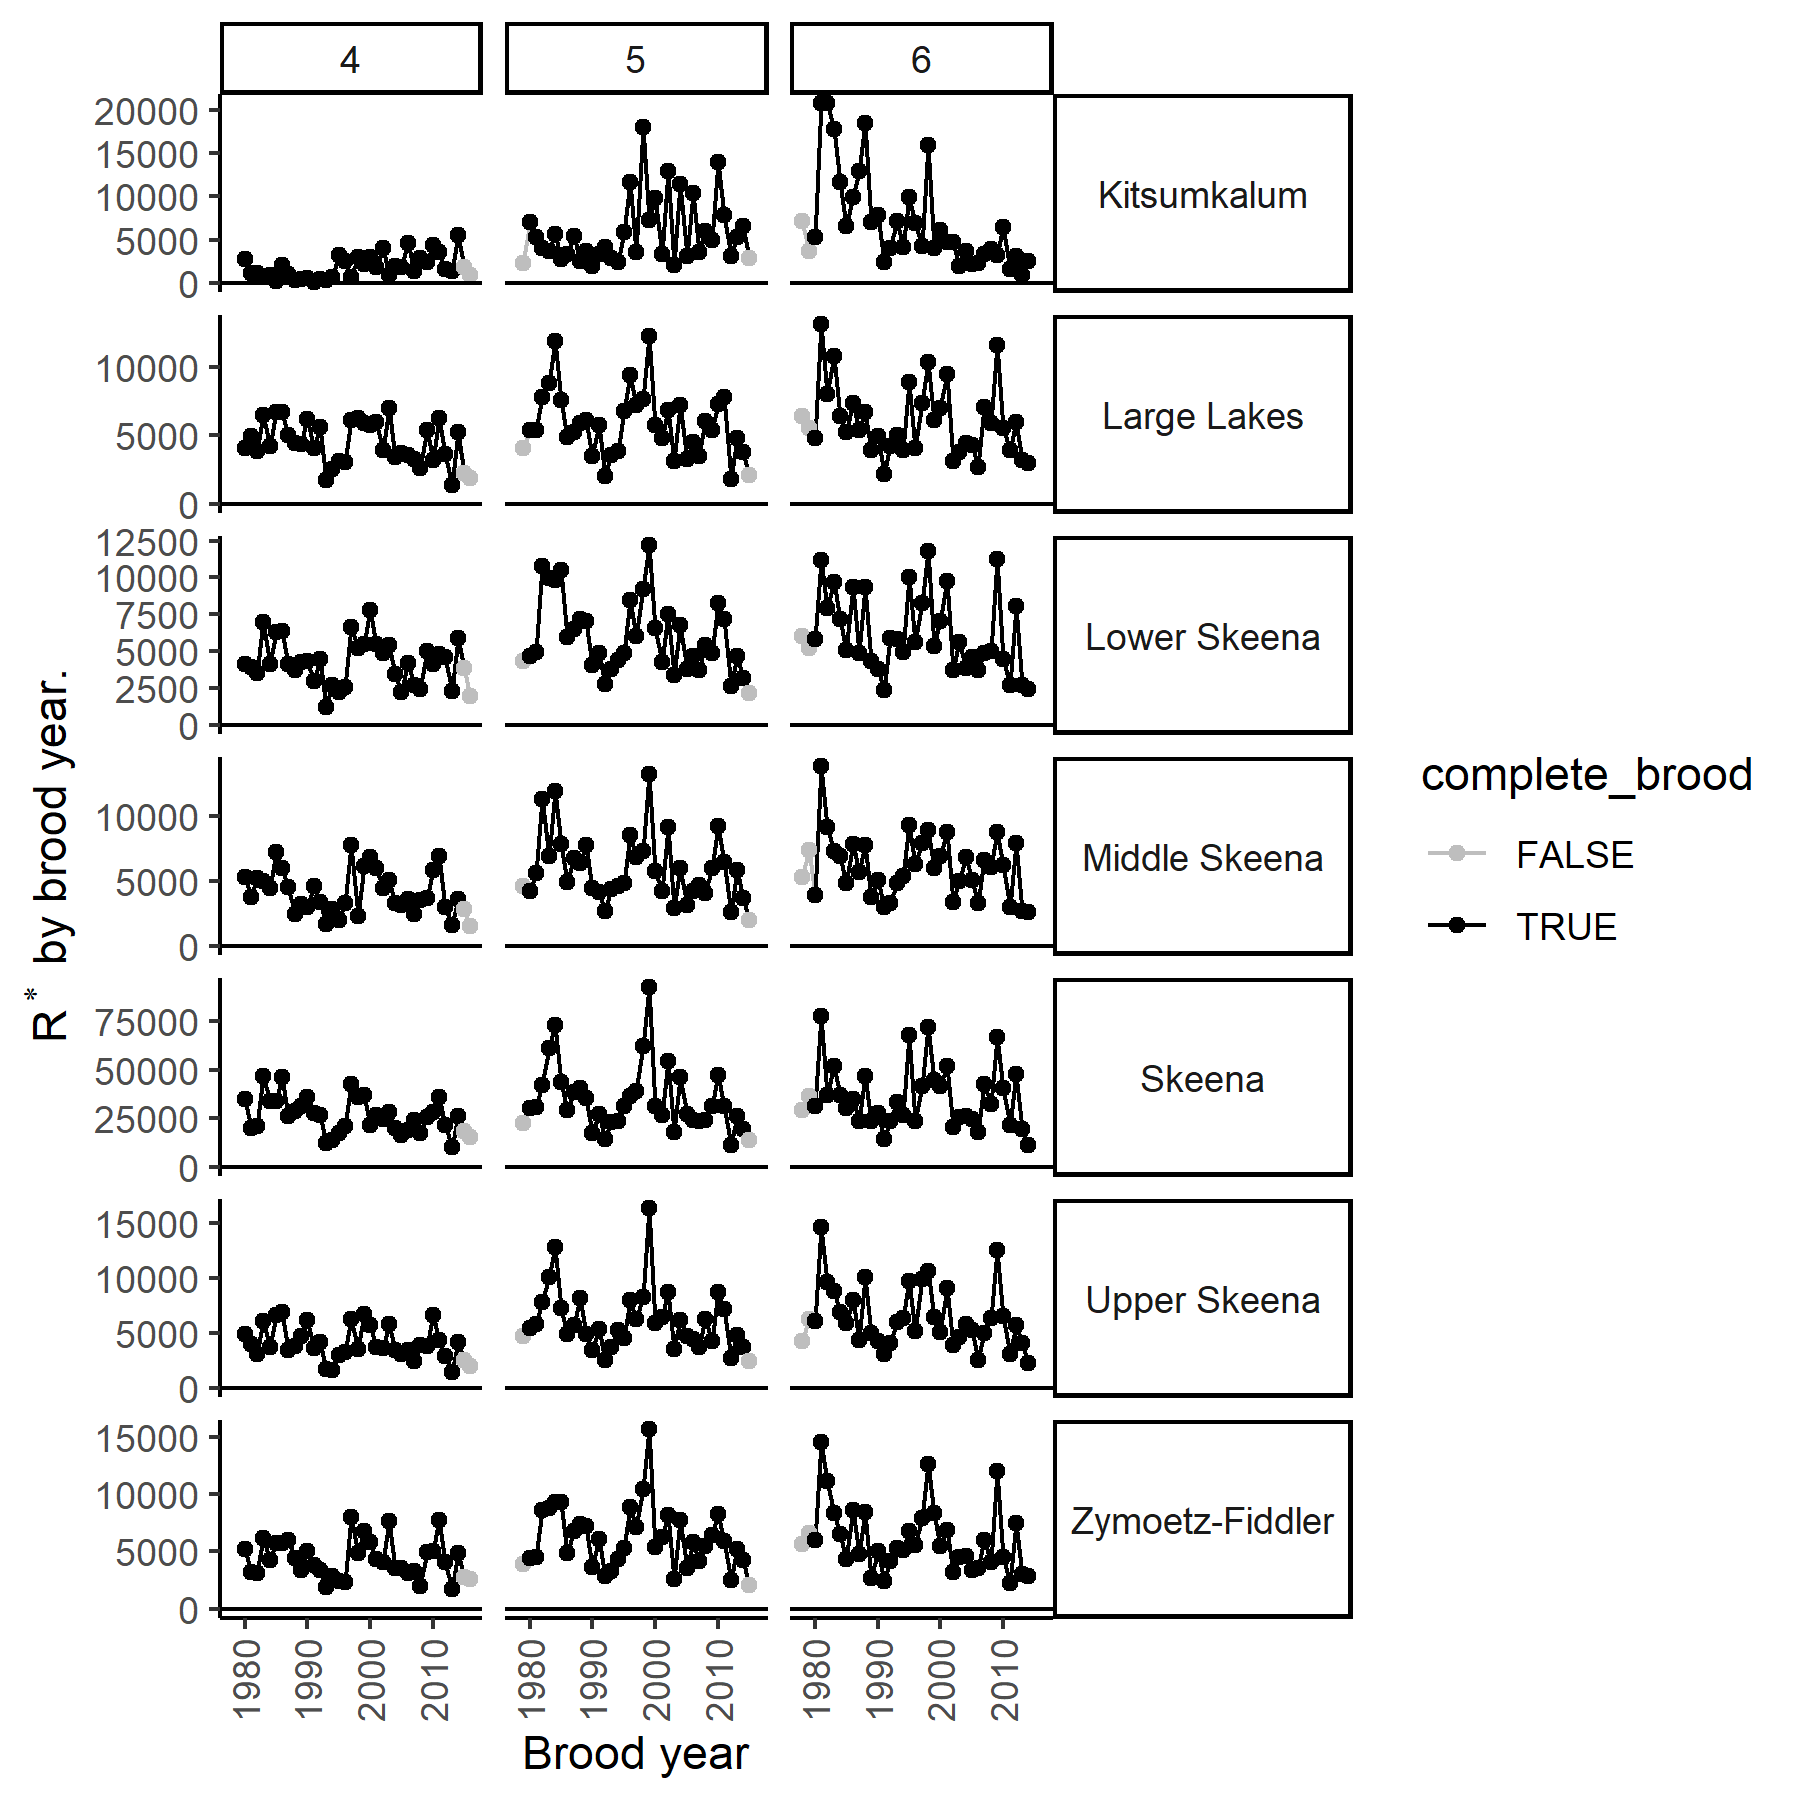 4 5 6
20000
15000
10000
5000
0
Kitsumkalum
10000
5000
0
Large Lakes
12500
10000
7500
5000
2500
0
Lower Skeena
10000
5000
0
Middle Skeena
75000
50000
25000
0
Skeena
15000
10000
5000
0
Upper Skeena
15000
10000
5000
0
Zymoetz-Fiddler
1980 1990 2000 2010 1980 1990 2000 2010 1980 1990 2000 2010
Brood year
R* by brood year.
complete_brood
FALSE
TRUE